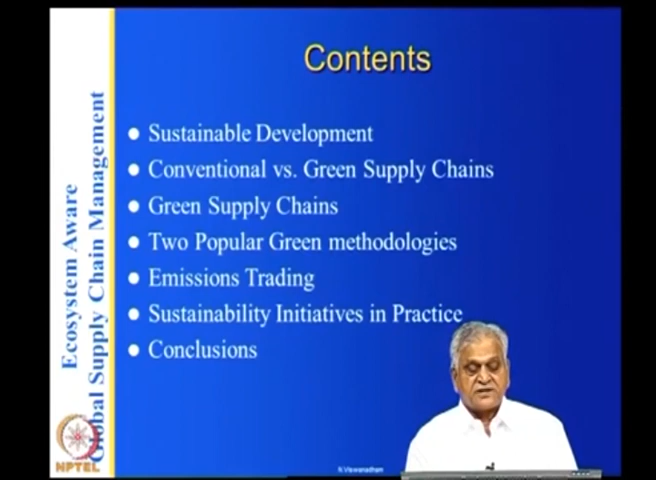 Contents
Sustainable Development
Conventional vs. Green Supply Chains
Green Supply Chains
Two Popular Green methodologies
Emissions Trading
Sustainability Initiatives in Practice
Conclusions
Ecosystem Aware
Global Supply Chain Management
NPTEL
N.Viswanadham